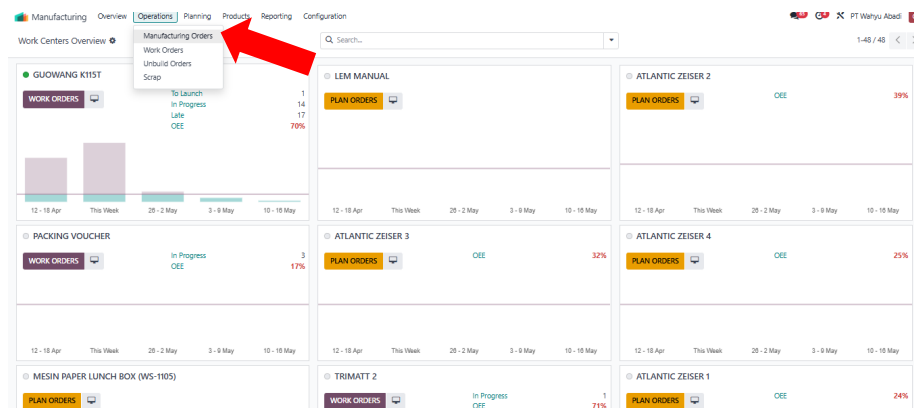 Manufacturing Overview Operations Planning Products Reporting Configuration PT Wahyu Abadi
Work Centers Overview Search... 1-48 / 48
Manufacturing Orders
Work Orders
Unbuild Orders
Scrap
GUOWANG K115T
WORK ORDERS
To Launch 1
In Progress 14
Late 17
OEE 70%
12 - 18 Apr This Week 26 - 2 May 3 - 9 May 10 - 16 May
LEM MANUAL
PLAN ORDERS
12 - 18 Apr This Week 26 - 2 May 3 - 9 May 10 - 16 May
ATLANTIC ZEISER 2
PLAN ORDERS
OEE 39%
12 - 18 Apr This Week 26 - 2 May 3 - 9 May 10 - 16 May
PACKING VOUCHER
WORK ORDERS
In Progress 3
OEE 17%
12 - 18 Apr This Week 26 - 2 May 3 - 9 May 10 - 16 May
ATLANTIC ZEISER 3
PLAN ORDERS
OEE 32%
12 - 18 Apr This Week 26 - 2 May 3 - 9 May 10 - 16 May
ATLANTIC ZEISER 4
PLAN ORDERS
OEE 25%
12 - 18 Apr This Week 26 - 2 May 3 - 9 May 10 - 16 May
MESIN PAPER LUNCH BOX (WS-1105)
PLAN ORDERS
TRIMATT 2
WORK ORDERS
In Progress 1
OEE 71%
ATLANTIC ZEISER 1
PLAN ORDERS
OEE 24%